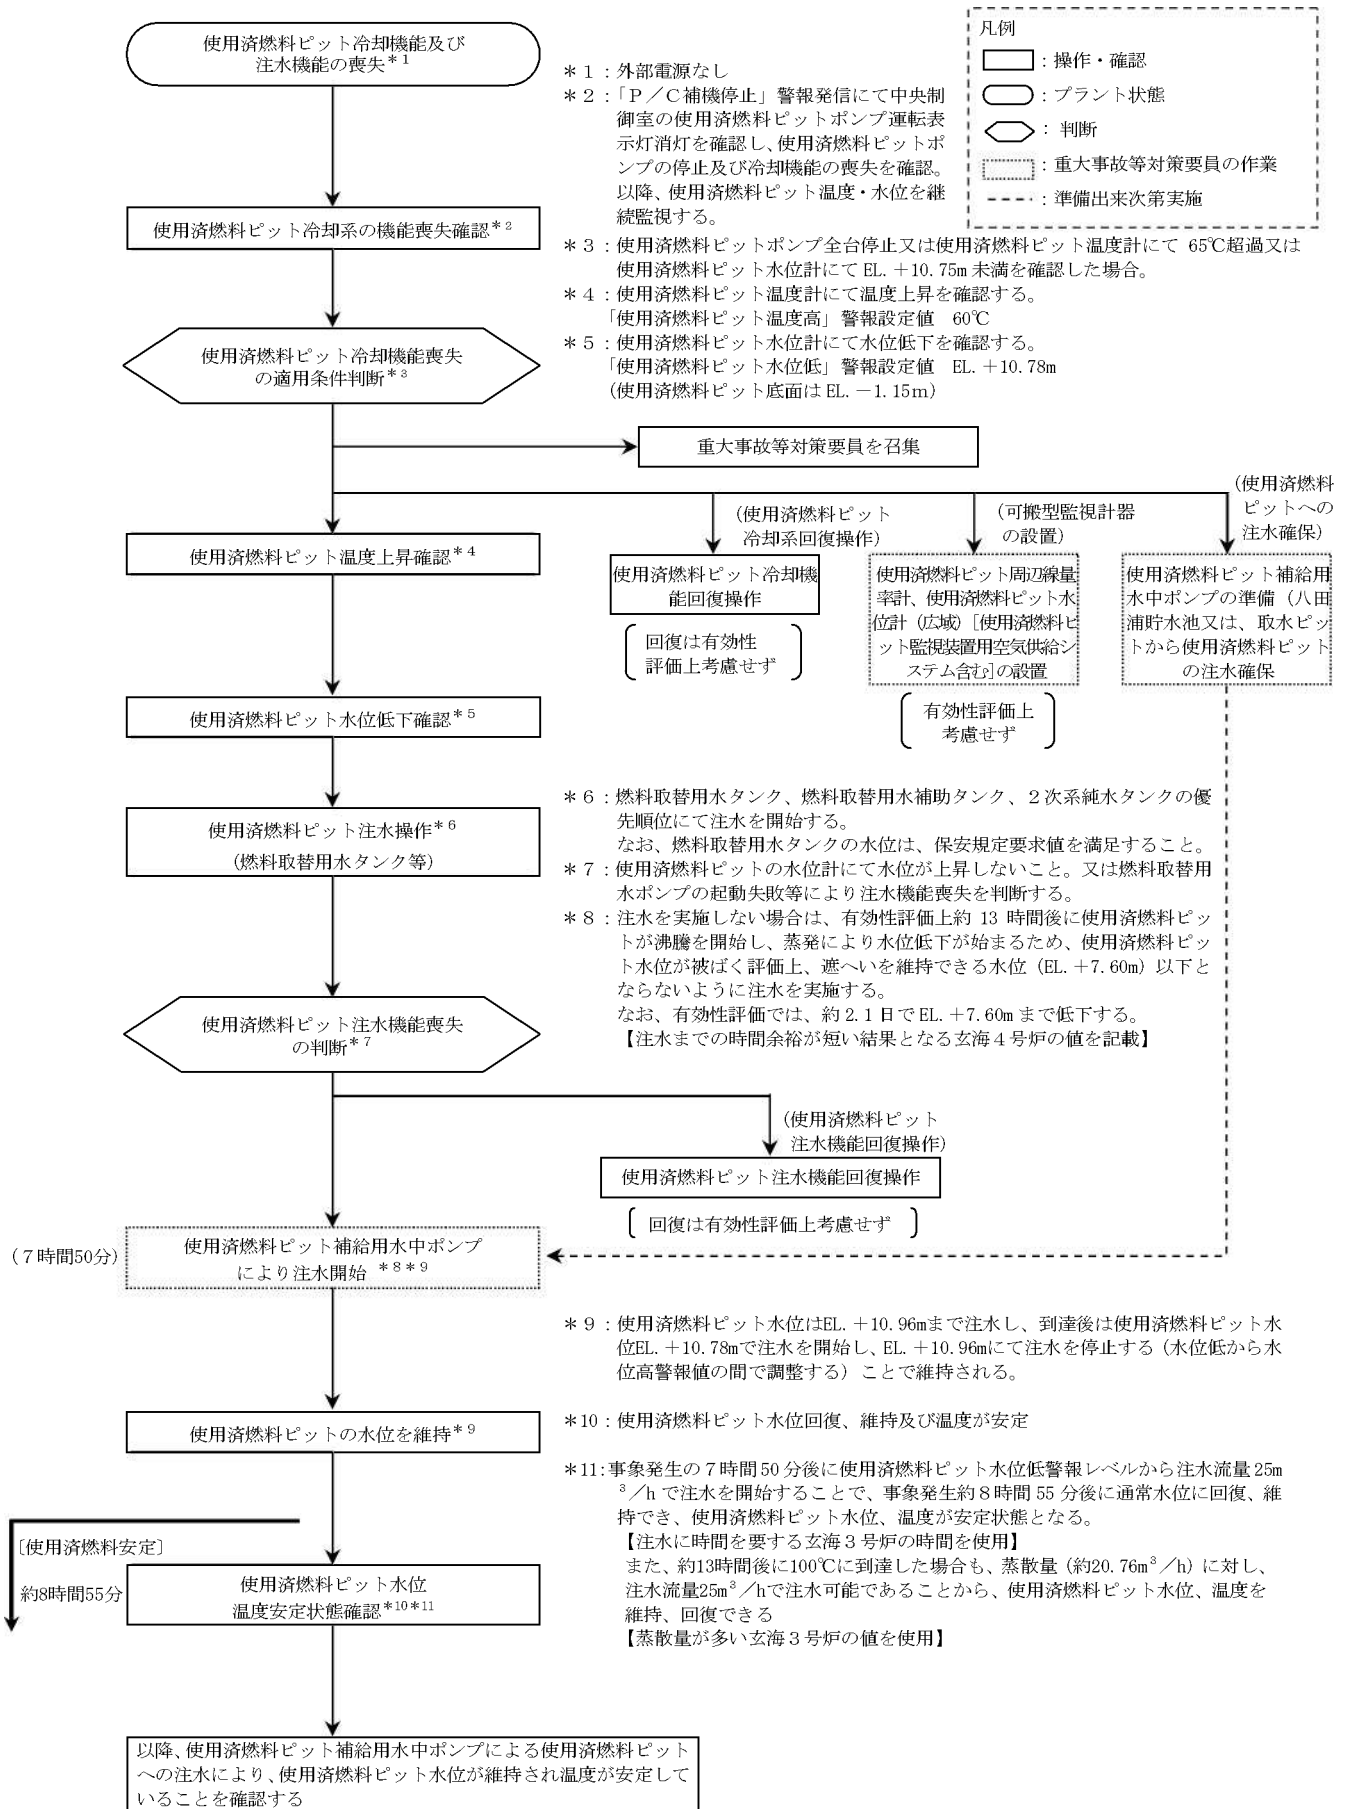 使用済燃料ピット冷却機能及び
注水機能の喪失＊１
凡例
：操作・確認
：プラント状態
：判断
：重大事故等対策要員の作業
：準備出来次第実施
＊１：外部電源なし
＊２：「Ｐ／Ｃ補機停止」警報発信にて中央制
御室の使用済燃料ピットポンプ運転表
示灯消灯を確認し、使用済燃料ピットポ
ンプの停止及び冷却機能の喪失を確認。
以降、使用済燃料ピット温度・水位を継
続監視する。
使用済燃料ピット冷却系の機能喪失確認＊２
＊３：使用済燃料ピットポンプ全台停止又は使用済燃料ピット温度計にて 65℃超過又は
使用済燃料ピット水位計にて EL.＋10.75m 未満を確認した場合。
＊４：使用済燃料ピット温度計にて温度上昇を確認する。
「使用済燃料ピット温度高」警報設定値　60℃
＊５：使用済燃料ピット水位計にて水位低下を確認する。
「使用済燃料ピット水位低」警報設定値　EL.＋10.78m
（使用済燃料ピット底面は EL.－1.15ｍ）
使用済燃料ピット冷却機能喪失
の適用条件判断＊３
重大事故等対策要員を召集
（使用済燃料ピット
冷却系回復操作）
（可搬型監視計器
の設置）
（使用済燃料
ピットへの
注水確保）
使用済燃料ピット温度上昇確認＊４
使用済燃料ピット冷却機
能回復操作
回復は有効性
評価上考慮せず
使用済燃料ピット周辺線量
率計、使用済燃料ピット水
位計（広域）［使用済燃料ピ
ット監視装置用空気供給シ
ステム含む］の設置
有効性評価上
考慮せず
使用済燃料ピット補給用
水中ポンプの準備（八田
浦貯水池又は、取水ピッ
トから使用済燃料ピット
の注水確保
使用済燃料ピット水位低下確認＊５
使用済燃料ピット注水操作＊６
（燃料取替用水タンク等）
＊６：燃料取替用水タンク、燃料取替用水補助タンク、２次系純水タンクの優
先順位にて注水を開始する。
なお、燃料取替用水タンクの水位は、保安規定要求値を満足すること。
＊７：使用済燃料ピットの水位計にて水位が上昇しないこと。又は燃料取替用
水ポンプの起動失敗等により注水機能喪失を判断する。
＊８：注水を実施しない場合は、有効性評価上約 13 時間後に使用済燃料ピッ
トが沸騰を開始し、蒸発により水位低下が始まるため、使用済燃料ピッ
ト水位が被ばく評価上、遮へいを維持できる水位（EL.＋7.60m）以下と
ならないように注水を実施する。
なお、有効性評価では、約 2.1 日で EL.＋7.60m まで低下する。
【注水までの時間余裕が短い結果となる玄海４号炉の値を記載】
使用済燃料ピット注水機能喪失
の判断＊７
（使用済燃料ピット
注水機能回復操作）
使用済燃料ピット注水機能回復操作
回復は有効性評価上考慮せず
（７時間50分）
使用済燃料ピット補給用水中ポンプ
により注水開始 ＊８＊９
＊９：使用済燃料ピット水位はEL.＋10.96mまで注水し、到達後は使用済燃料ピット水
位EL.＋10.78mで注水を開始し、EL.＋10.96mにて注水を停止する（水位低から水
位高警報値の間で調整する）ことで維持される。
使用済燃料ピットの水位を維持＊９
＊10：使用済燃料ピット水位回復、維持及び温度が安定
＊11：事象発生の７時間 50 分後に使用済燃料ピット水位低警報レベルから注水流量 25m
³／h で注水を開始することで、事象発生約８時間 55 分後に通常水位に回復、維
持でき、使用済燃料ピット水位、温度が安定状態となる。
【注水に時間を要する玄海３号炉の時間を使用】
また、約13時間後に100℃に到達した場合も、蒸散量（約20.76m³／h）に対し、
注水流量25m³／hで注水可能であることから、使用済燃料ピット水位、温度を
維持、回復できる
【蒸散量が多い玄海３号炉の値を使用】
［使用済燃料安定］
約8時間55分
使用済燃料ピット水位
温度安定状態確認＊10＊11
以降、使用済燃料ピット補給用水中ポンプによる使用済燃料ピット
への注水により、使用済燃料ピット水位が維持され温度が安定して
いることを確認する